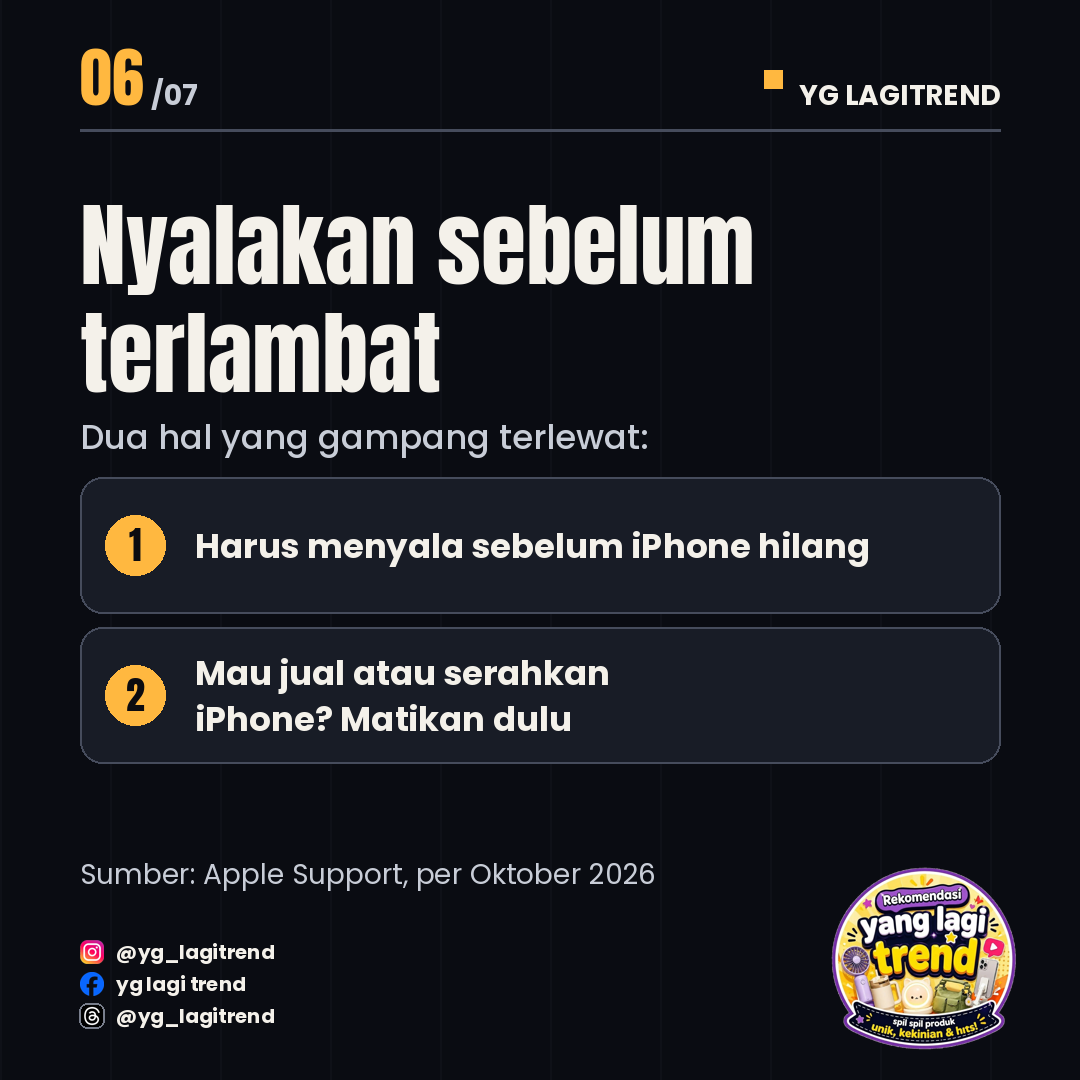 06 /07
YG LAGITREND
Nyalakan sebelum
terlambat
Dua hal yang gampang terlewat:
1 Harus menyala sebelum iPhone hilang
2 Mau jual atau serahkan
iPhone? Matikan dulu
Sumber: Apple Support, per Oktober 2026
@yg_lagitrend
yg lagi trend
@yg_lagitrend
Rekomendasi
yang lagi
trend
spil spil produk
unik, kekinian & hits!